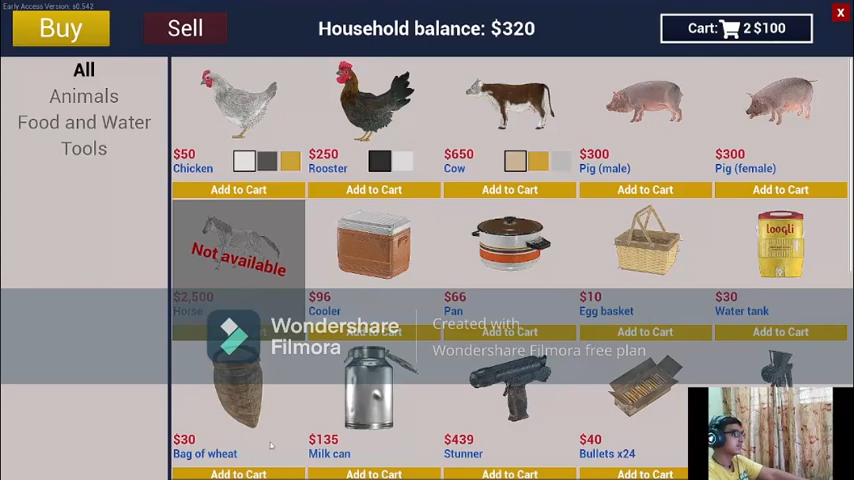 Early Access Version: s0.542
Buy
Sell
Household balance: $320
Cart: 2 $100
X
All
Animals
Food and Water
Tools
$50
Chicken
Add to Cart
$250
Rooster
Add to Cart
$650
Cow
Add to Cart
$300
Pig (male)
Add to Cart
$300
Pig (female)
Add to Cart
Not available
$2,500
Horse
$96
Cooler
Add to Cart
$66
Pan
Add to Cart
$10
Egg basket
Add to Cart
loogli
$30
Water tank
Add to Cart
Wondershare
Filmora
Created with
Wondershare Filmora free plan
$30
Bag of wheat
Add to Cart
$135
Milk can
Add to Cart
$439
Stunner
Add to Cart
$40
Bullets x24
Add to Cart